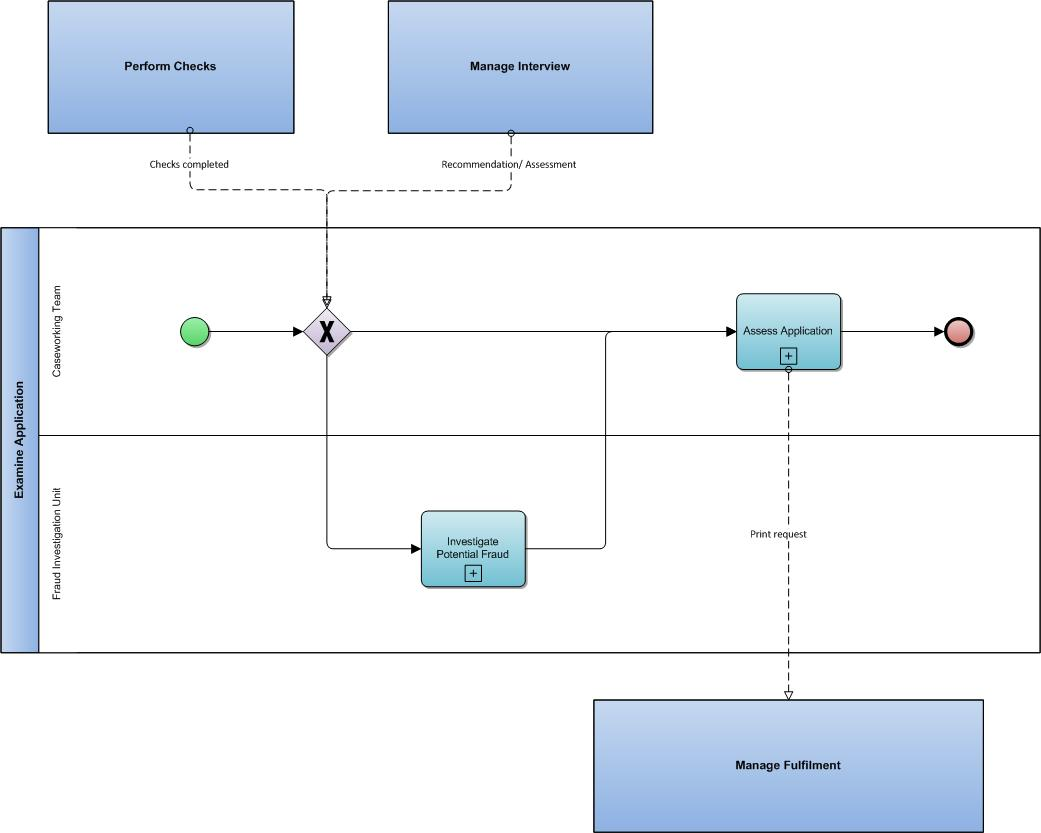 Perform Checks
Manage Interview
Checks completed
Recommendation/ Assessment
Examine Application
Caseworking Team
X
Assess Application
+
Fraud Investigation Unit
Investigate
Potential Fraud
+
Print request
Manage Fulfilment